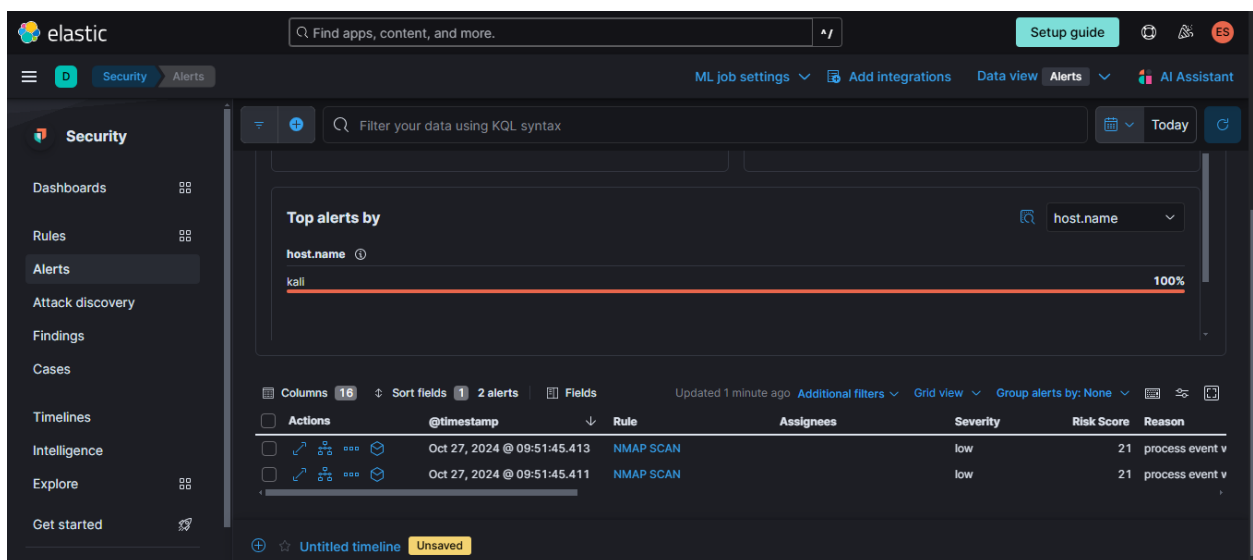 elastic
Find apps, content, and more.
^/
Setup guide
ES
D
Security
Alerts
ML job settings
Add integrations
Data view Alerts
AI Assistant
Security
Filter your data using KQL syntax
Today
Dashboards
Rules
Alerts
Attack discovery
Findings
Cases
Timelines
Intelligence
Explore
Get started
Top alerts by
host.name
host.name
kali 100%
Columns 16 Sort fields 1 2 alerts Fields Updated 1 minute ago Additional filters Grid view Group alerts by: None
Actions @timestamp Rule Assignees Severity Risk Score Reason
Oct 27, 2024 @ 09:51:45.413 NMAP SCAN low 21 process event w
Oct 27, 2024 @ 09:51:45.411 NMAP SCAN low 21 process event w
Untitled timeline Unsaved